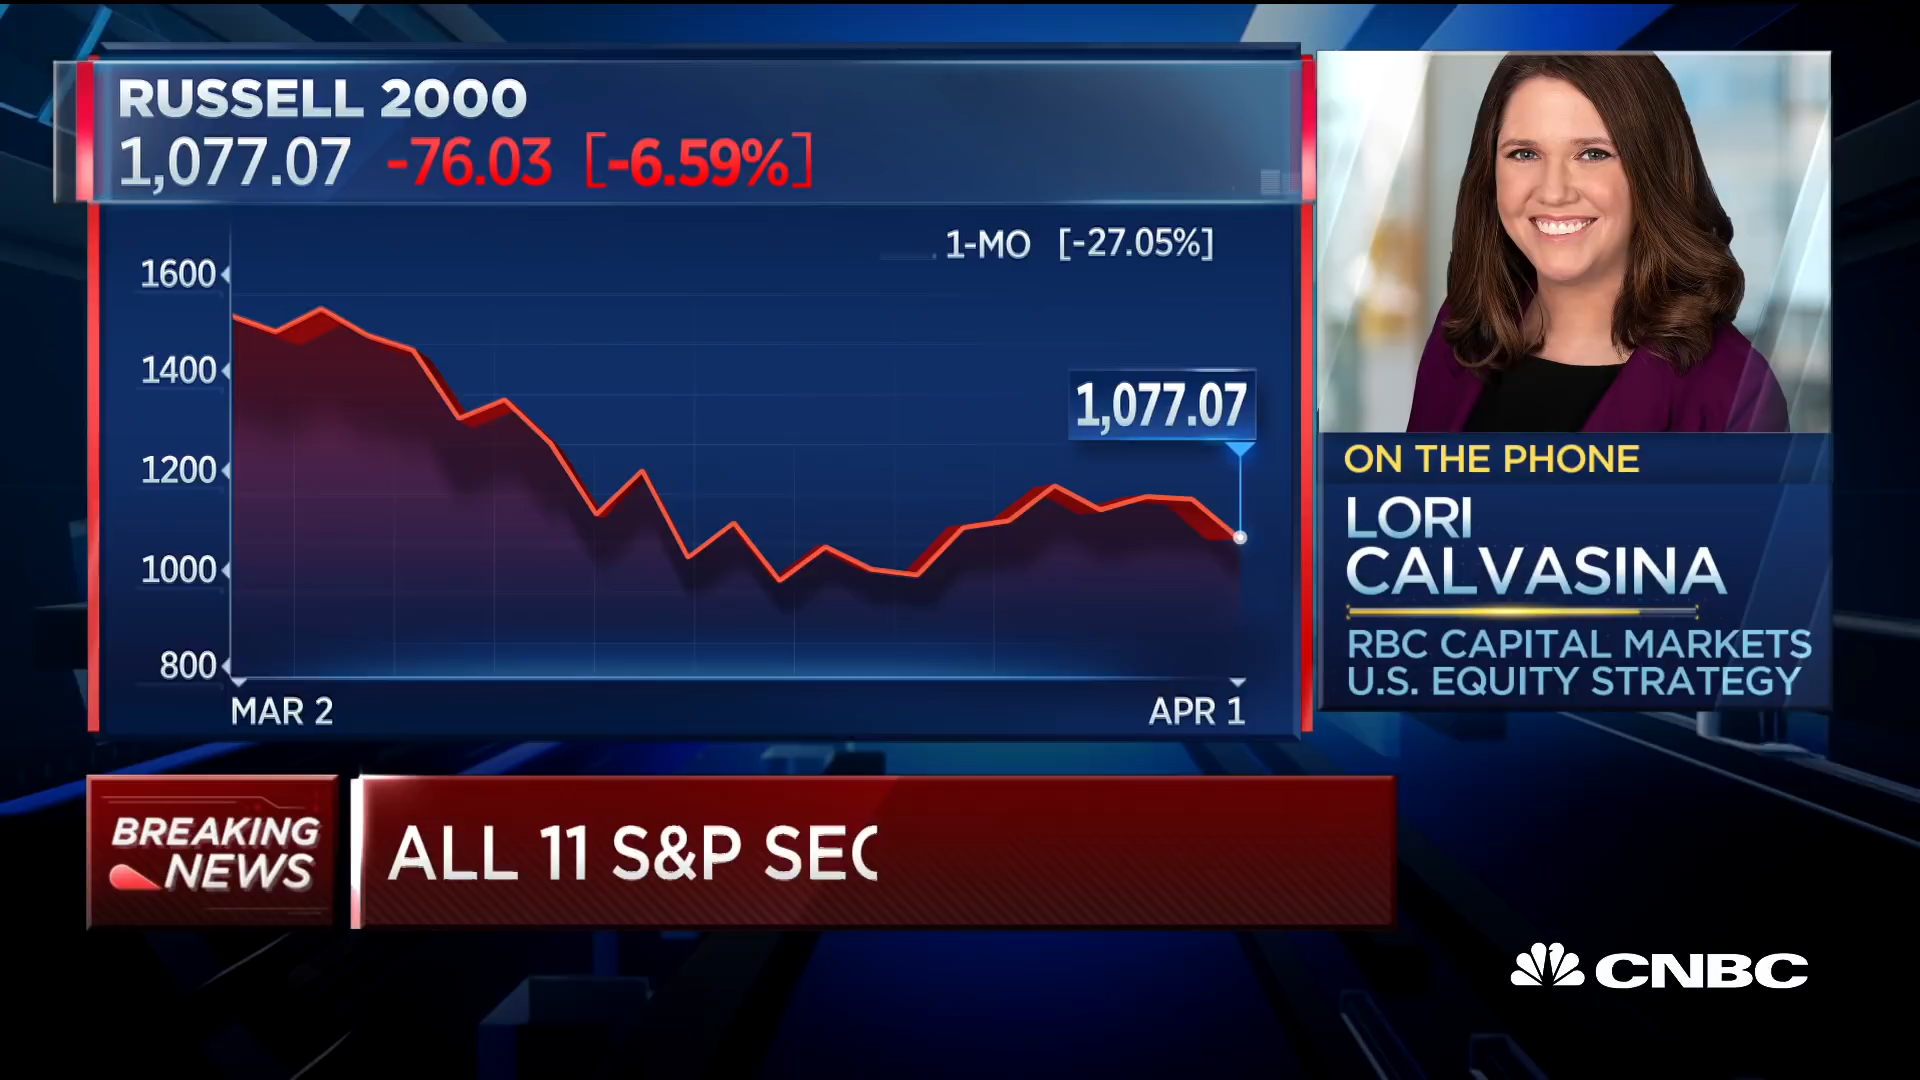 RUSSELL 2000
1,077.07 -76.03 [-6.59%]
1-MO [-27.05%]
1600
1400
1200
1000
800
1,077.07
MAR 2
APR 1
ON THE PHONE
LORI
CALVASINA
RBC CAPITAL MARKETS
U.S. EQUITY STRATEGY
BREAKING
NEWS
ALL 11 S&P SEC
CNBC